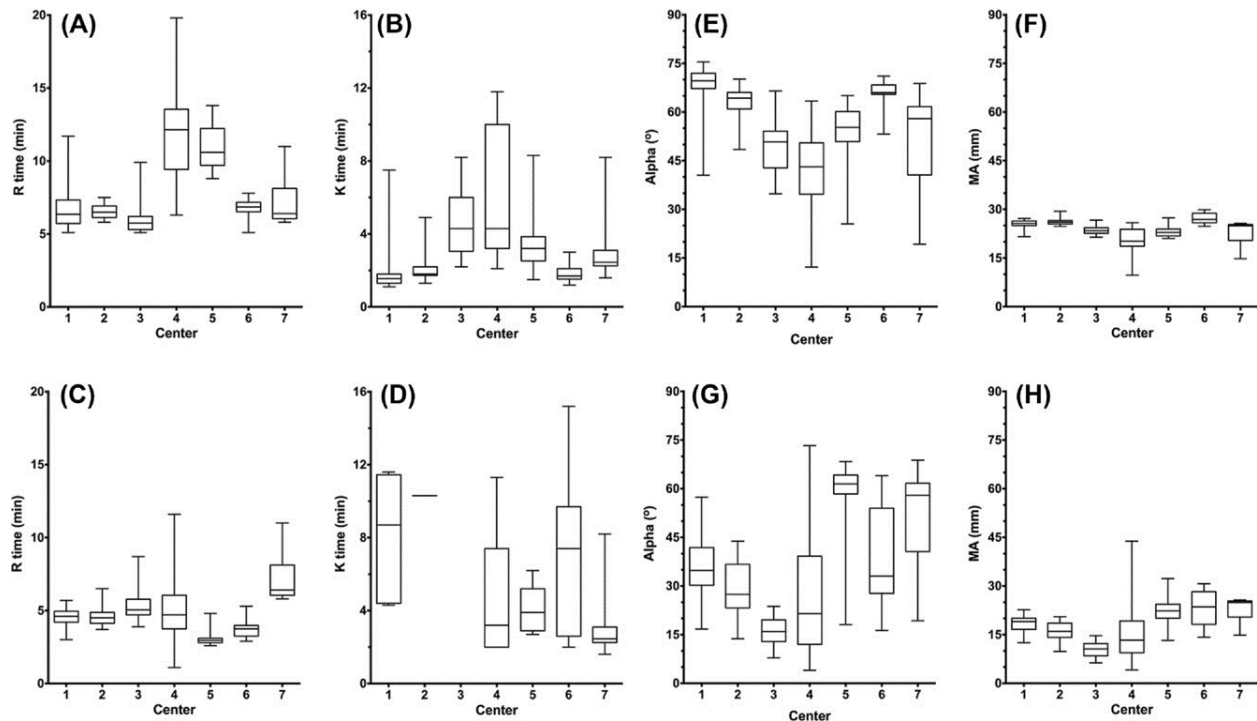 (A)
R time (min)
20
15
10
5
0
1 2 3 4 5 6 7
Center
(B)
K time (min)
16
12
8
4
0
1 2 3 4 5 6 7
Center
(E)
Alpha (º)
90
75
60
45
30
15
0
1 2 3 4 5 6 7
Center
(F)
MA (mm)
90
75
60
45
30
15
0
1 2 3 4 5 6 7
Center
(C)
R time (min)
20
15
10
5
0
1 2 3 4 5 6 7
Center
(D)
K time (min)
16
12
8
4
0
1 2 3 4 5 6 7
Center
(G)
Alpha (º)
90
75
60
45
30
15
0
1 2 3 4 5 6 7
Center
(H)
MA (mm)
90
75
60
45
30
15
0
1 2 3 4 5 6 7
Center